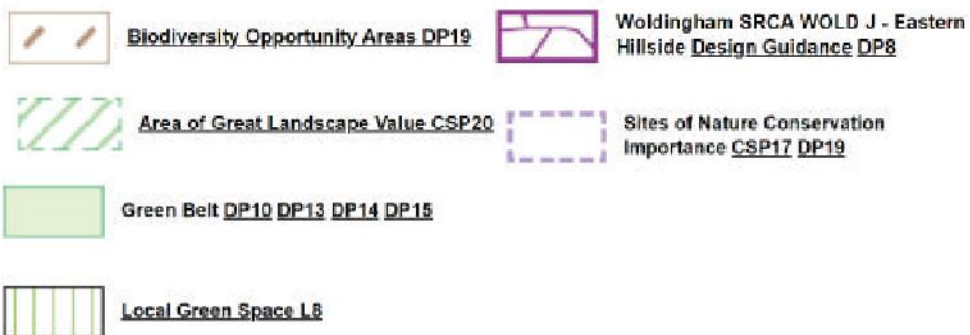 Biodiversity Opportunity Areas DP19
Woldingham SRCA WOLD J - Eastern
Hillside Design Guidance DP8
Area of Great Landscape Value CSP20
Sites of Nature Conservation
Importance CSP17 DP19
Green Belt DP10 DP13 DP14 DP15
Local Green Space L8